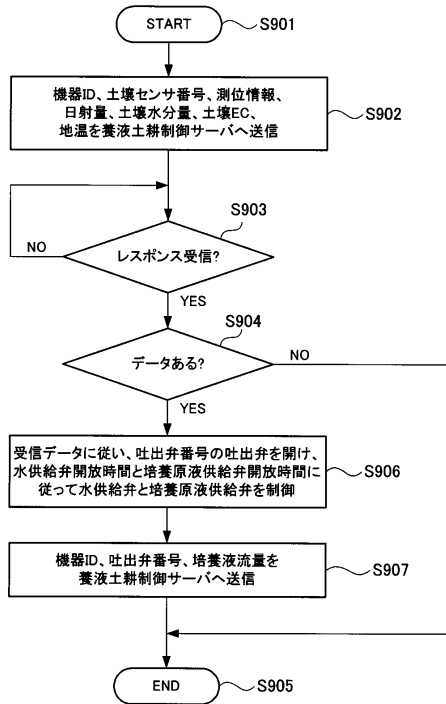 START
S901
機器ID、土壌センサ番号、測位情報、
日射量、土壌水分量、土壌EC、
地温を養液土耕制御サーバへ送信
S902
S903
NO
レスポンス受信?
YES
S904
データある?
NO
YES
受信データに従い、吐出弁番号の吐出弁を開け、
水供給弁開放時間と培養原液供給弁開放時間に
従って水供給弁と培養原液供給弁を制御
S906
機器ID、吐出弁番号、培養液流量を
養液土耕制御サーバへ送信
S907
END
S905